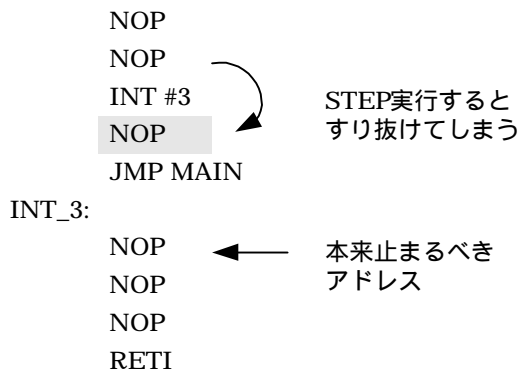 NOP
NOP
INT #3
STEP実行すると
NOP
すり抜けてしまう
JMP MAIN
INT_3:
NOP
本来止まるべき
NOP
アドレス
NOP
RETI